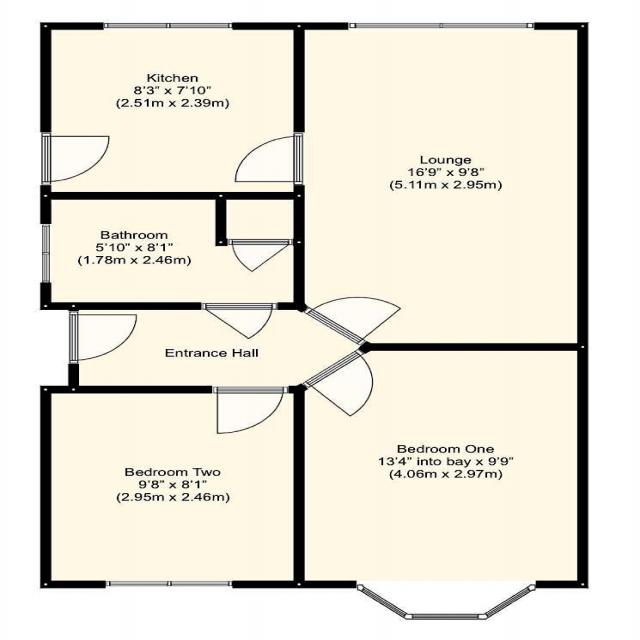 Kitchen
8'3" x 7'10"
(2.51m x 2.39m)
Lounge
16'9" x 9'8"
(5.11m x 2.95m)
Bathroom
5'10" x 8'1"
(1.78m x 2.46m)
Entrance Hall
Bedroom One
13'4" into bay x 9'9"
(4.06m x 2.97m)
Bedroom Two
9'8" x 8'1"
(2.95m x 2.46m)